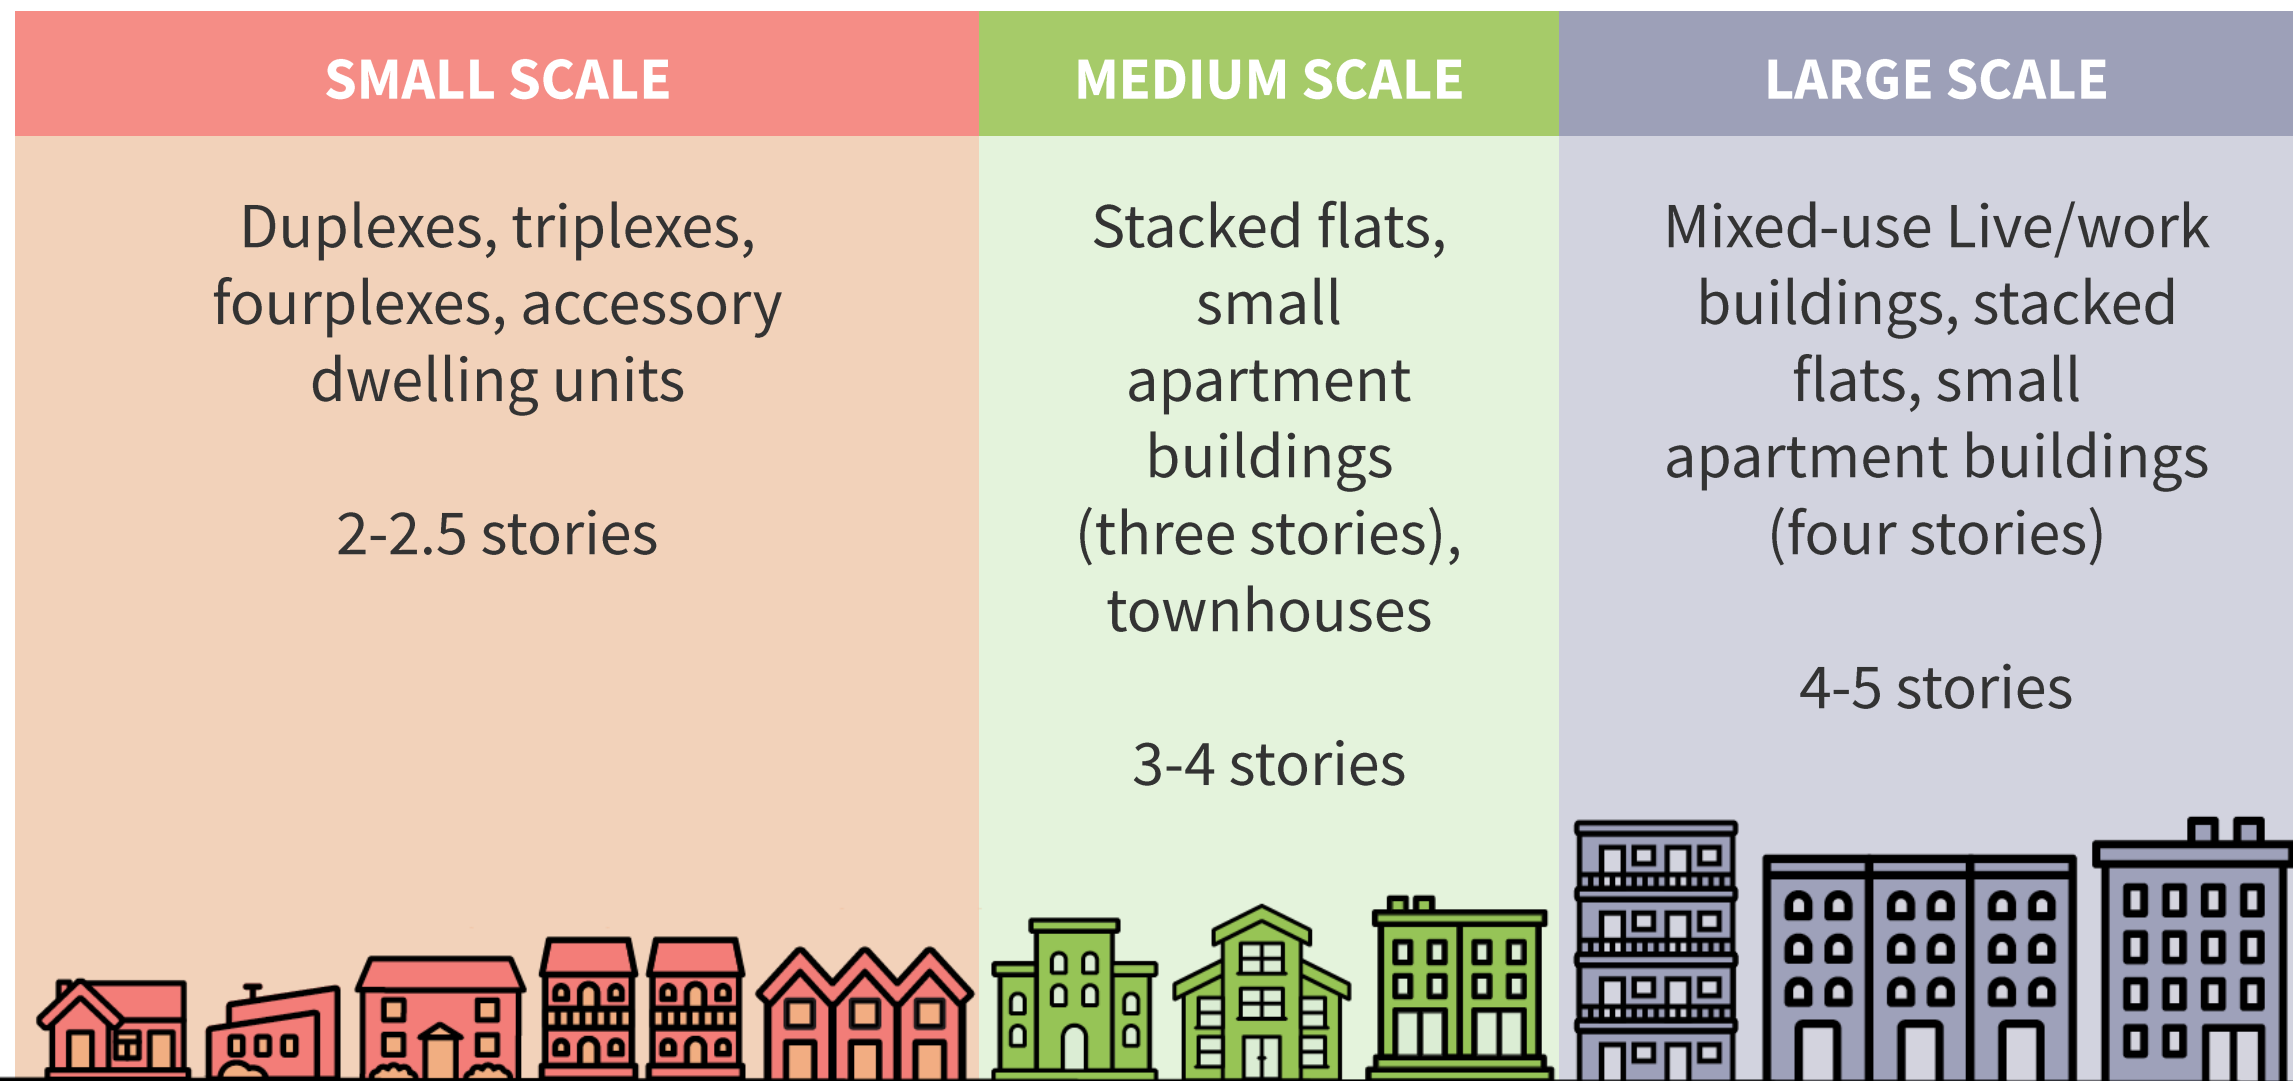 SMALL SCALE
Duplexes, triplexes,
fourplexes, accessory
dwelling units
2-2.5 stories
MEDIUM SCALE
Stacked flats,
small
apartment
buildings
(three stories),
townhouses
3-4 stories
LARGE SCALE
Mixed-use Live/work
buildings, stacked
flats, small
apartment buildings
(four stories)
4-5 stories